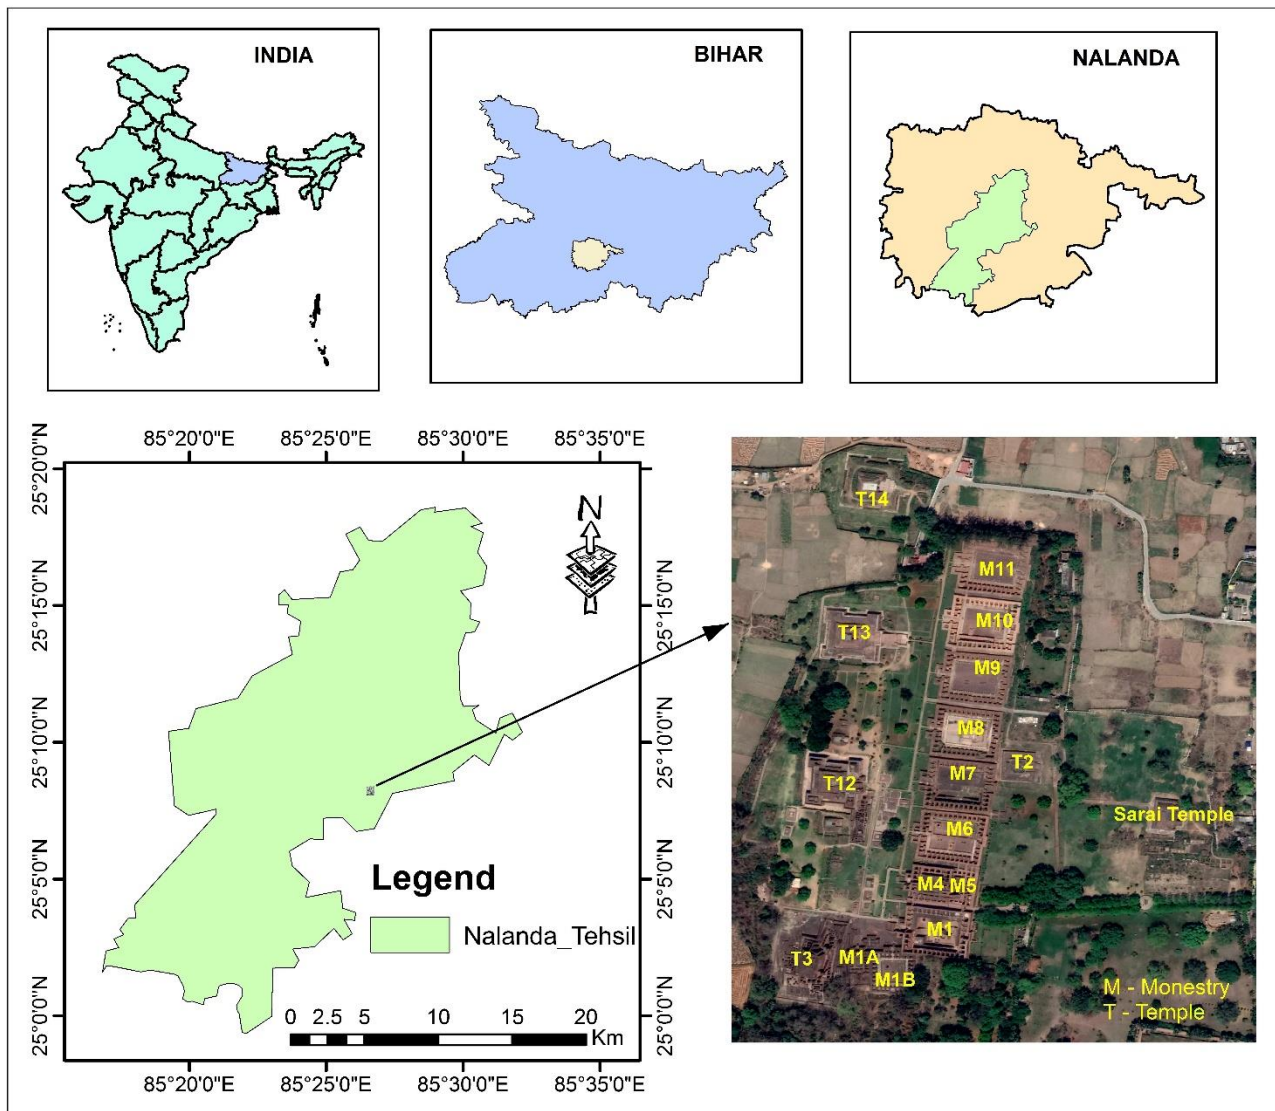 INDIA
BIHAR
NALANDA
85°20'0"E 85°25'0"E 85°30'0"E 85°35'0"E
25°20'0"N
25°15'0"N
25°10'0"N
25°5'0"N
25°0'0"N
N
25°20'0"N
25°15'0"N
25°10'0"N
25°5'0"N
25°0'0"N
Legend
Nalanda_Tehsil
0 2.5 5 10 15 20
Km
85°20'0"E 85°25'0"E 85°30'0"E 85°35'0"E
T14
M11
M10
T13
M9
M8
T2
M7
T12
Sarai Temple
M6
M4 M5
M1
T3 M1A
M1B
M - Monestry
T - Temple